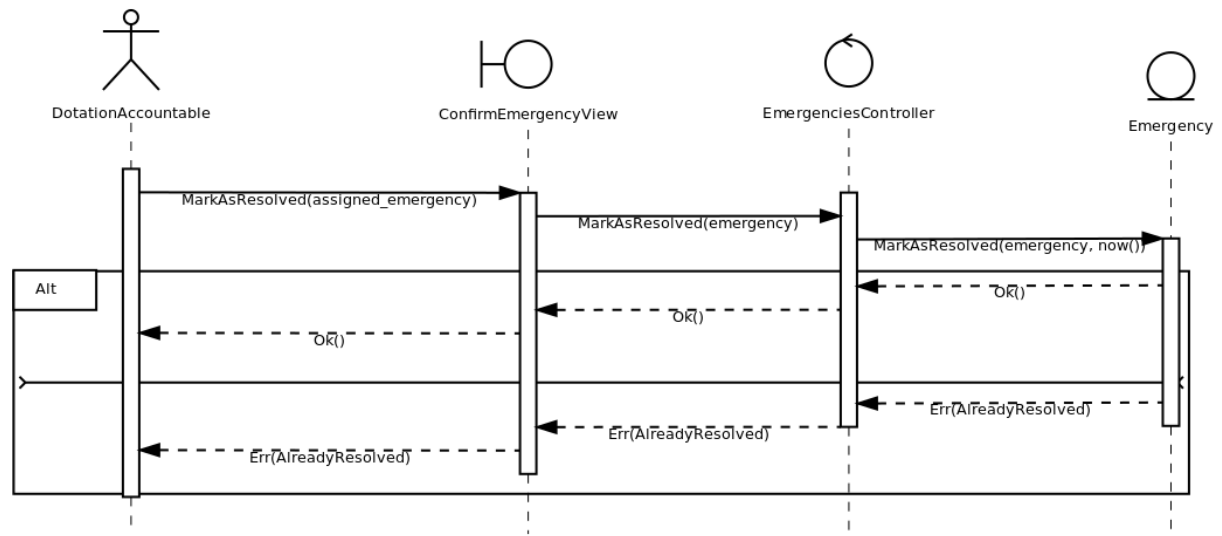 DotationAccountable
ConfirmEmergencyView
EmergenciesController
Emergency
MarkAsResolved(assigned_emergency)
MarkAsResolved(emergency)
MarkAsResolved(emergency, now())
Alt
Ok()
Ok()
Ok()
Err(AlreadyResolved)
Err(AlreadyResolved)
Err(AlreadyResolved)